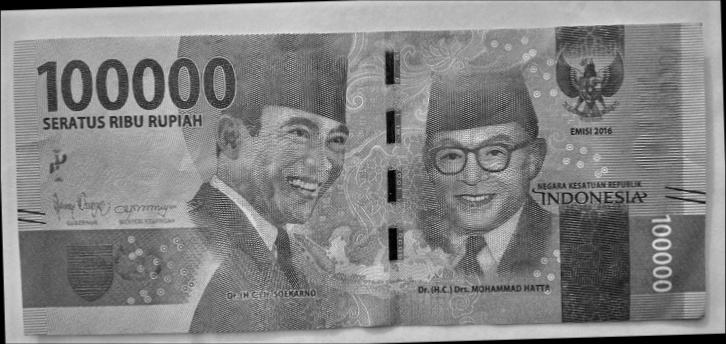 100000
SERATUS RIBU RUPIAH
EMISI 2016
NEGARA KESATUAN REPUBLIK
INDONESIA
GUBERNUR
MENTERI KEUANGAN
100000
Dr. (H.C.) Ir. SOEKARNO
Dr. (H.C.) Drs. MOHAMMAD HATTA